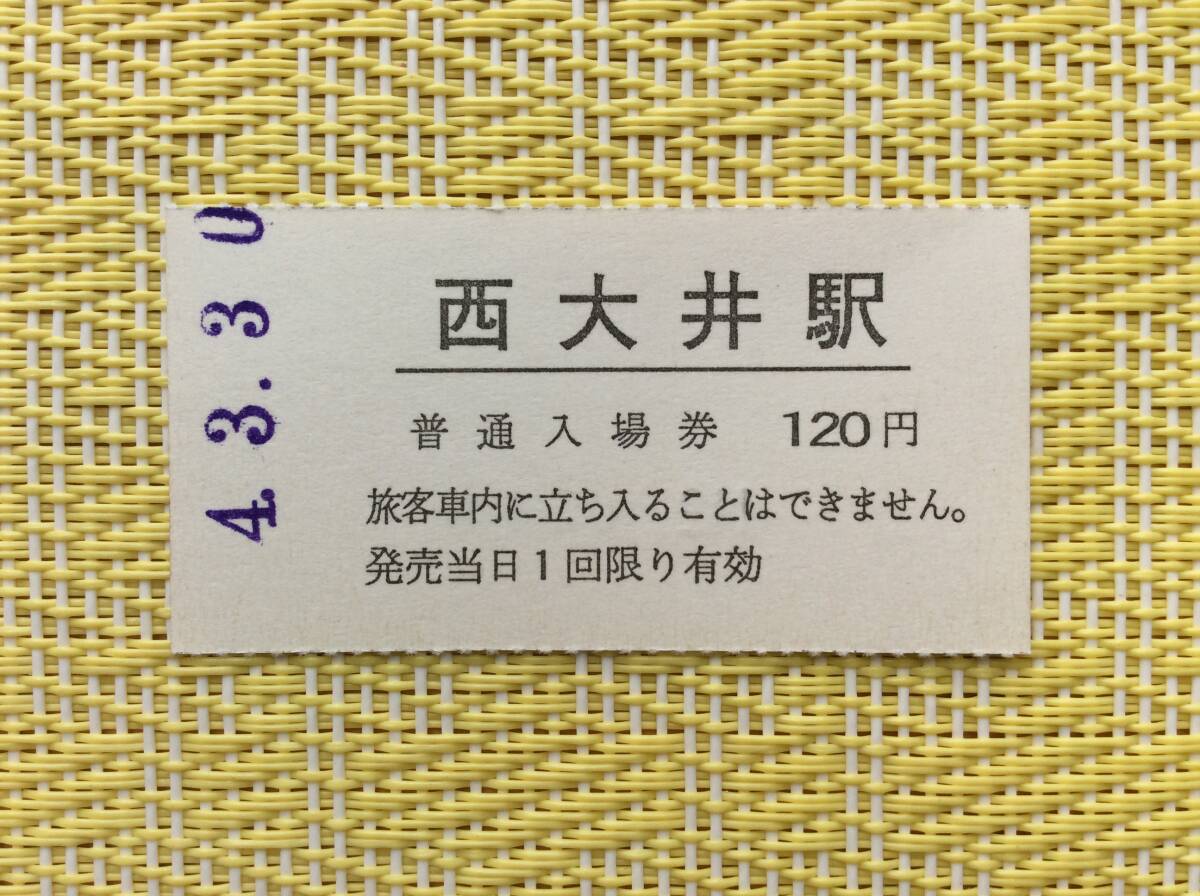 4.3.30
西大井駅
普通入場券 120円
旅客車内に立ち入ることはできません。
発売当日1回限り有効